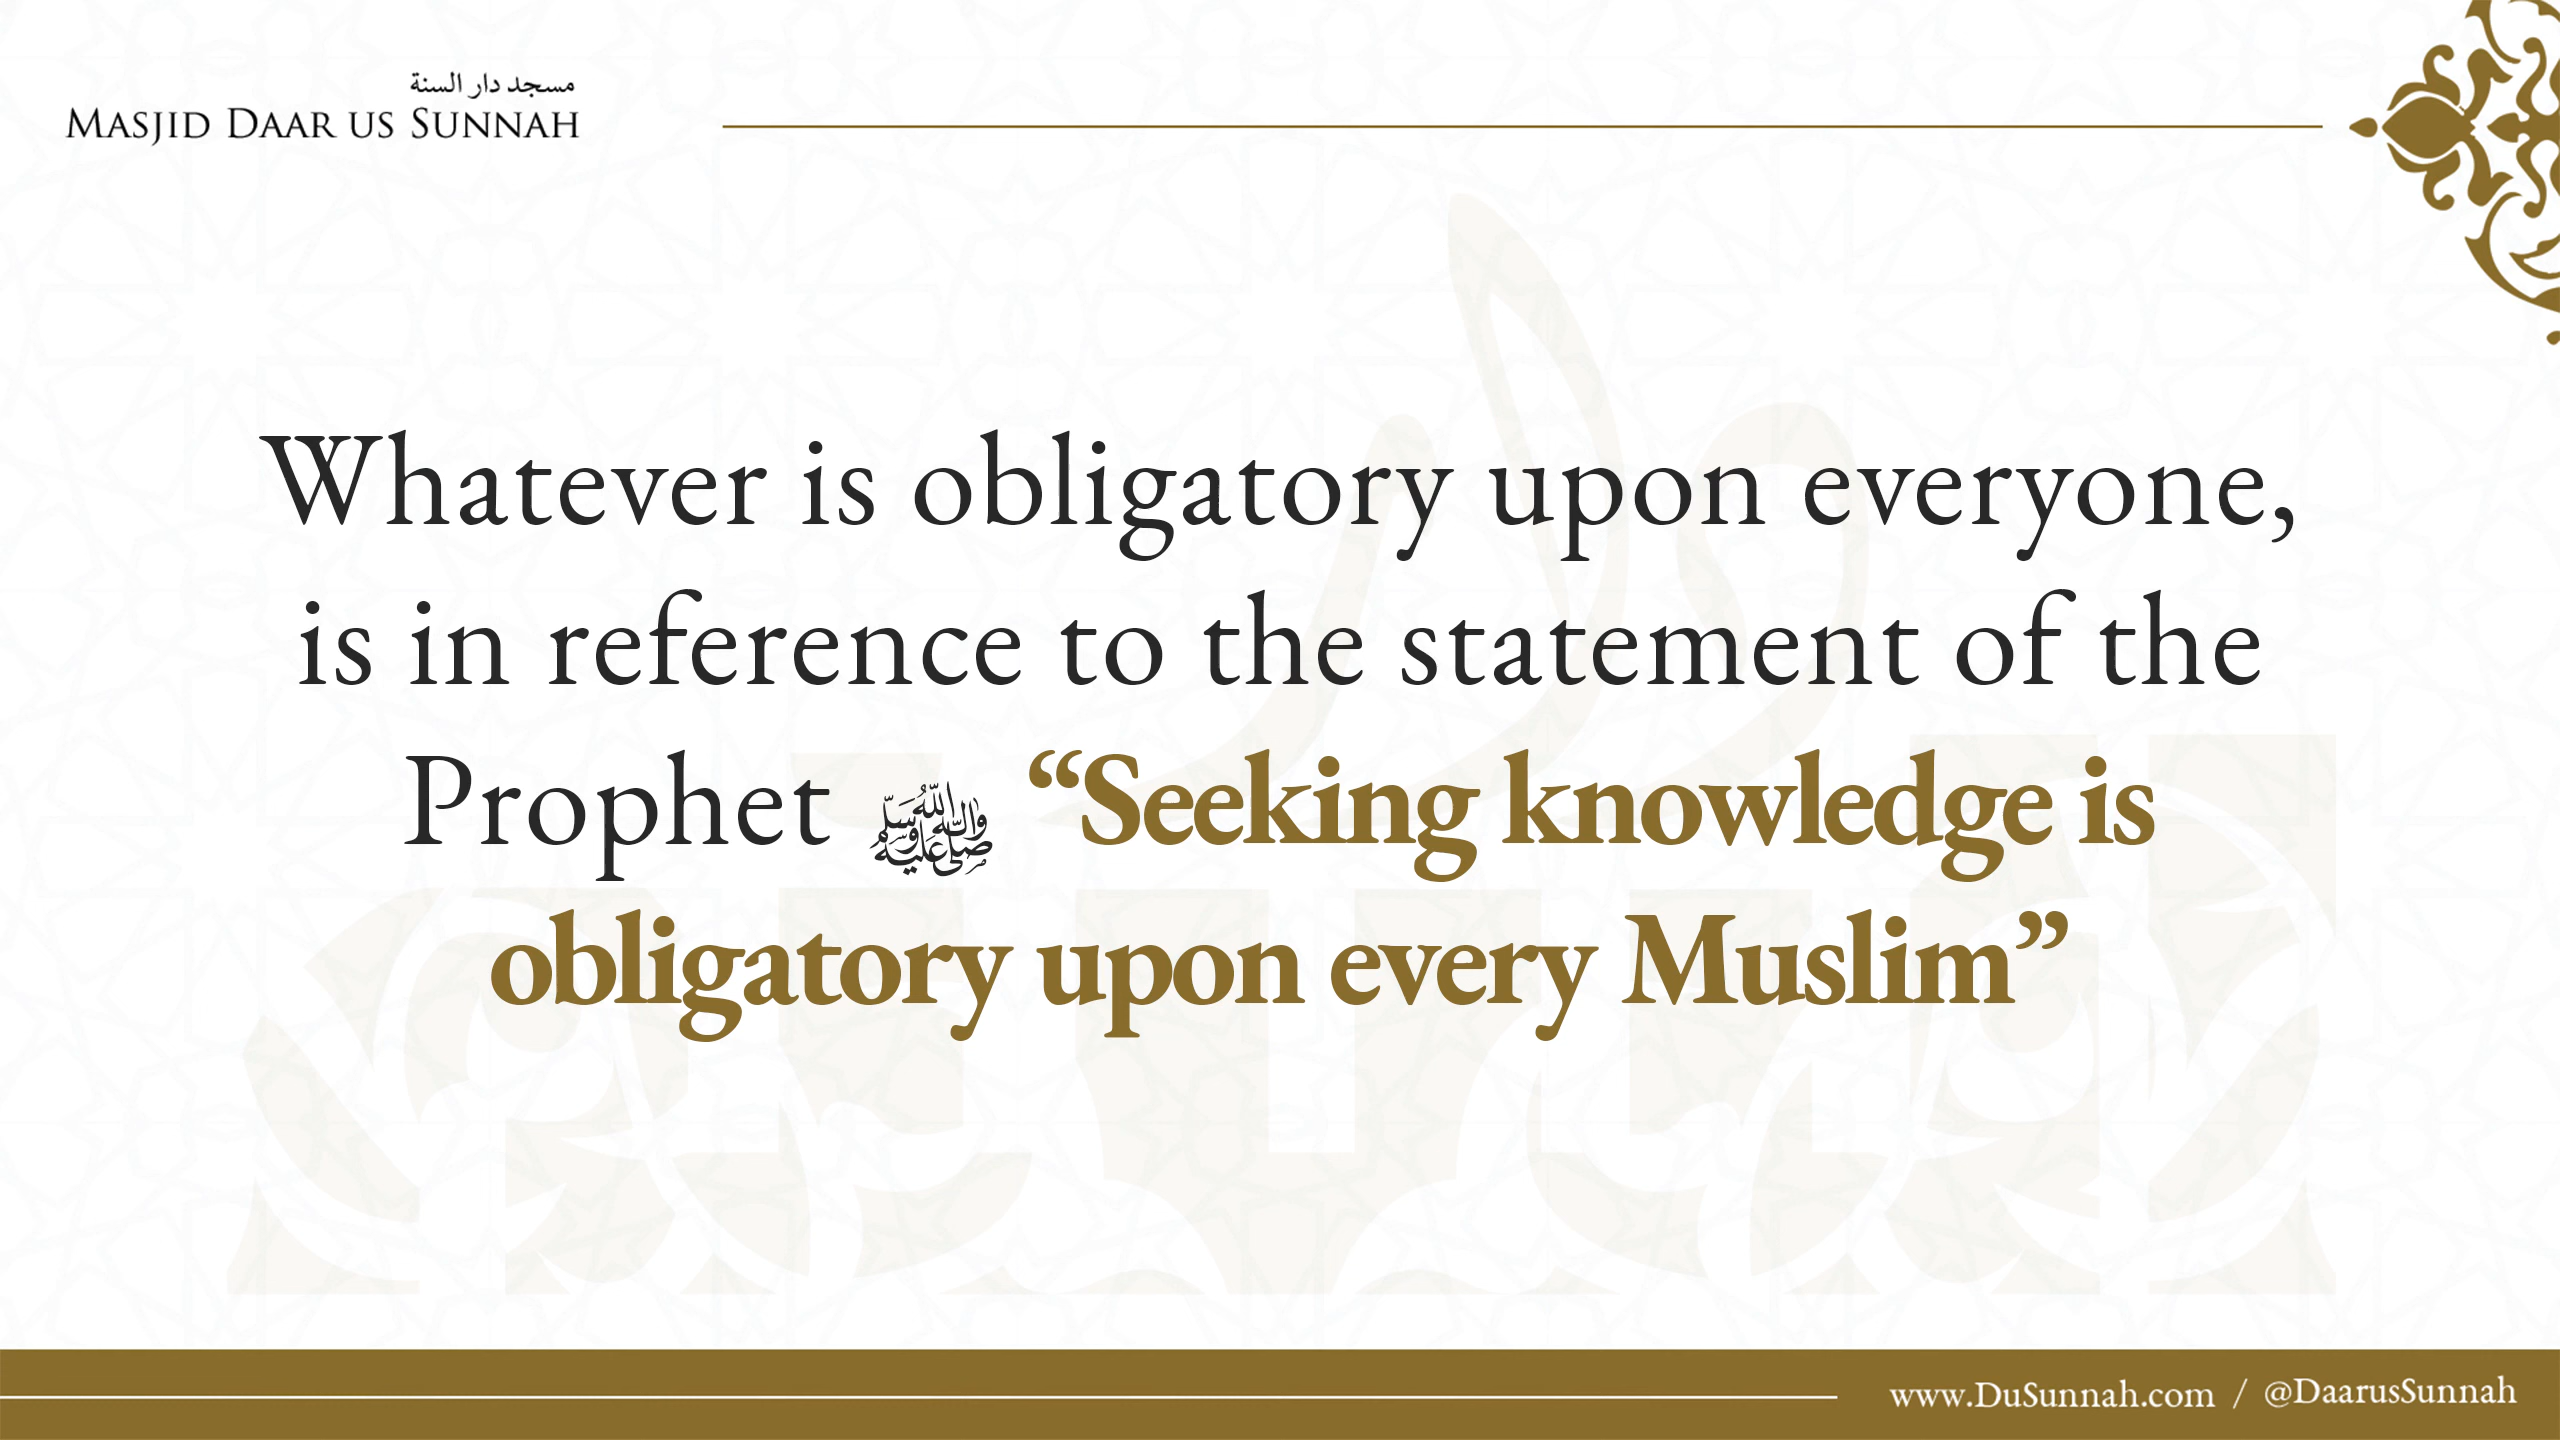 مسجد دار السنة
MASJID DAAR US SUNNAH
Whatever is obligatory upon everyone,
is in reference to the statement of the
Prophet ﷺ “Seeking knowledge is
obligatory upon every Muslim”
www.DuSunnah.com / @DaarusSunnah